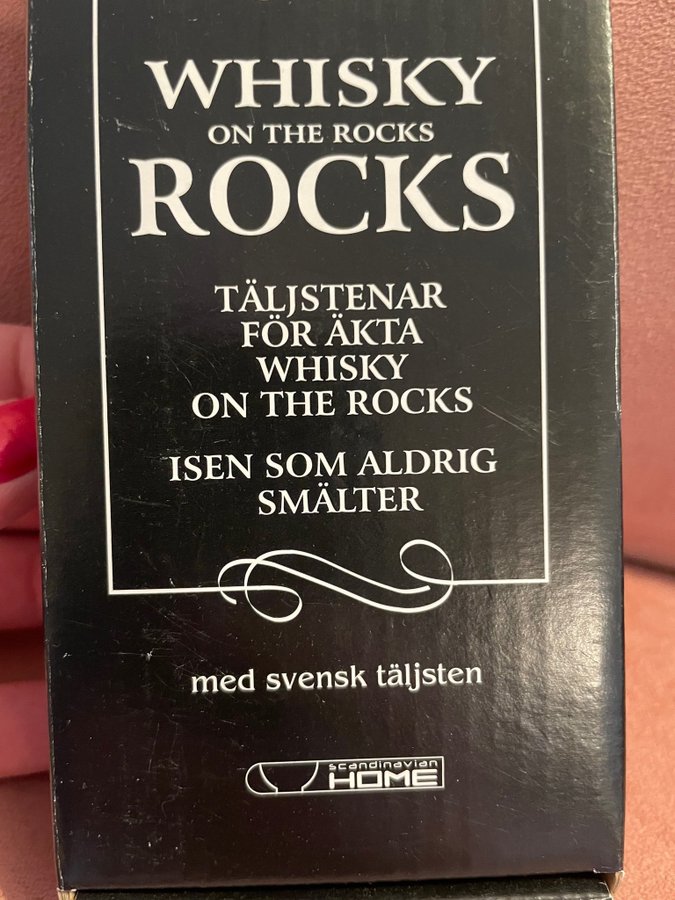 WHISKY
ON THE ROCKS
ROCKS
TÄLJSTENAR
FÖR ÄKTA
WHISKY
ON THE ROCKS
ISEN SOM ALDRIG
SMÄLTER
med svensk täljsten
scandinavian
HOME